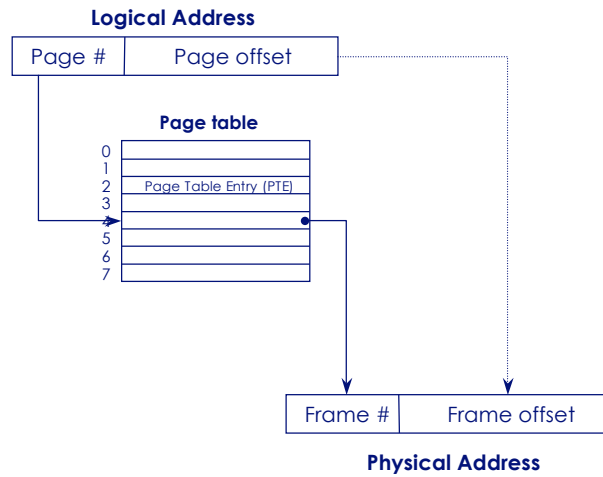 Logical Address
Page # Page offset
Page table
0
1
2 Page Table Entry (PTE)
3
4
5
6
7
Frame # Frame offset
Physical Address